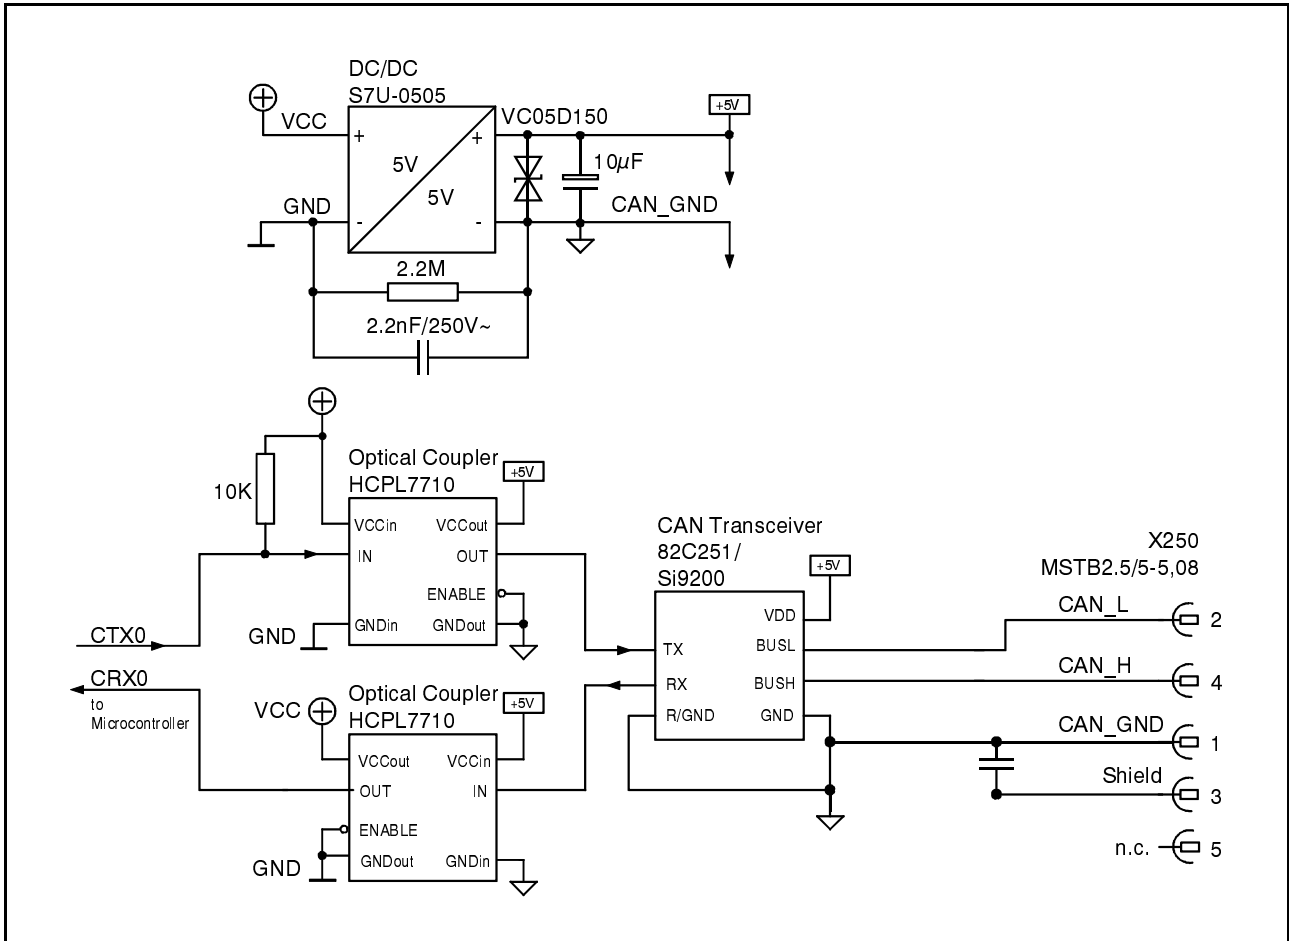 DC/DC
S7U-0505
VCC
+
+
VC05D150
+5V
5V
5V
10µF
GND
-
-
CAN_GND
2.2M
2.2nF/250V~
10K
Optical Coupler
HCPL7710
+5V
VCCin
VCCout
IN
OUT
ENABLE
GNDin
GNDout
GND
CTX0
CRX0
to
Microcontroller
Optical Coupler
HCPL7710
VCC
+5V
VCCout
VCCin
OUT
IN
ENABLE
GNDout
GNDin
GND
CAN Transceiver
82C251/
Si9200
+5V
VDD
TX
BUSL
RX
BUSH
R/GND
GND
X250
MSTB2.5/5-5,08
CAN_L
2
CAN_H
4
CAN_GND
1
Shield
3
n.c.
5